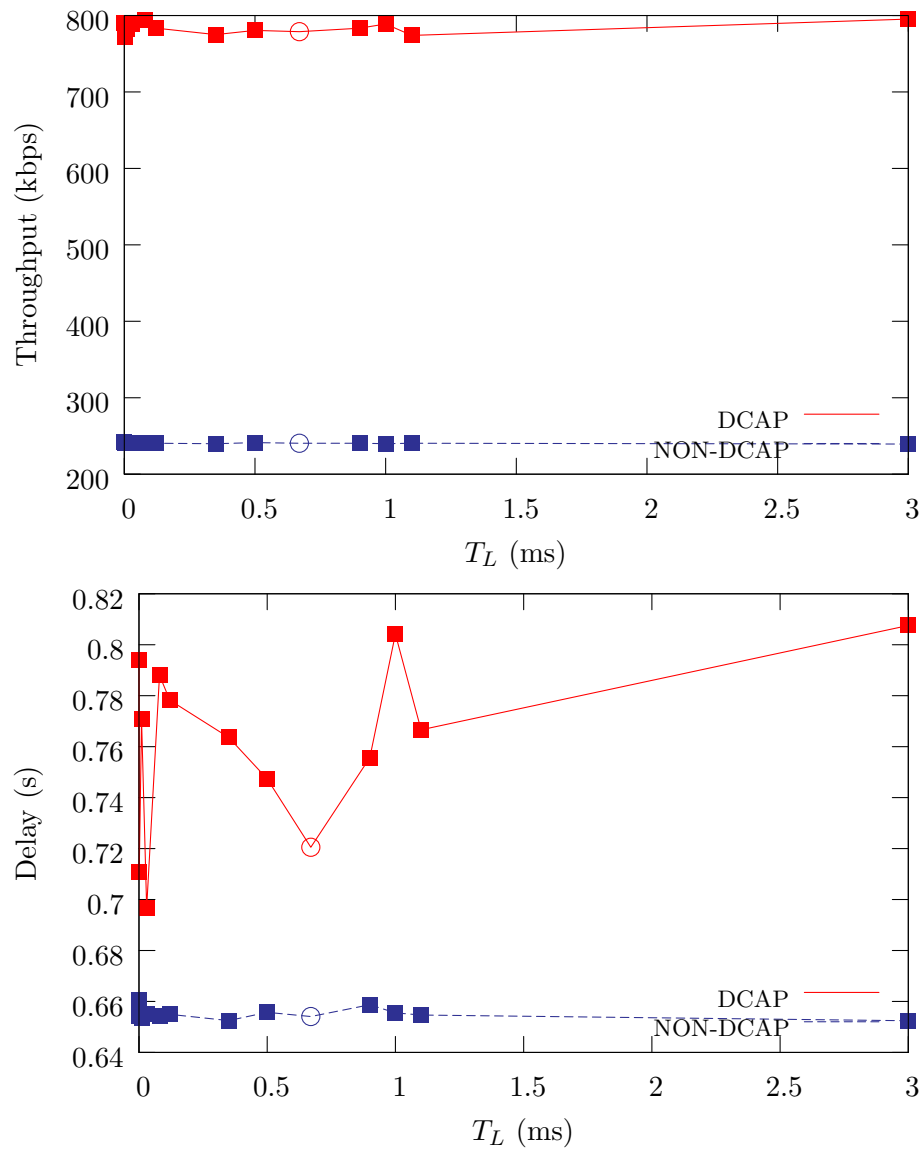 800
700
600
500
400
300
200
Throughput (kbps)
DCAP
NON-DCAP
0 0.5 1 1.5 2 2.5 3
T_L (ms)
0.82
0.8
0.78
0.76
0.74
0.72
0.7
0.68
0.66
0.64
Delay (s)
DCAP
NON-DCAP
0 0.5 1 1.5 2 2.5 3
T_L (ms)